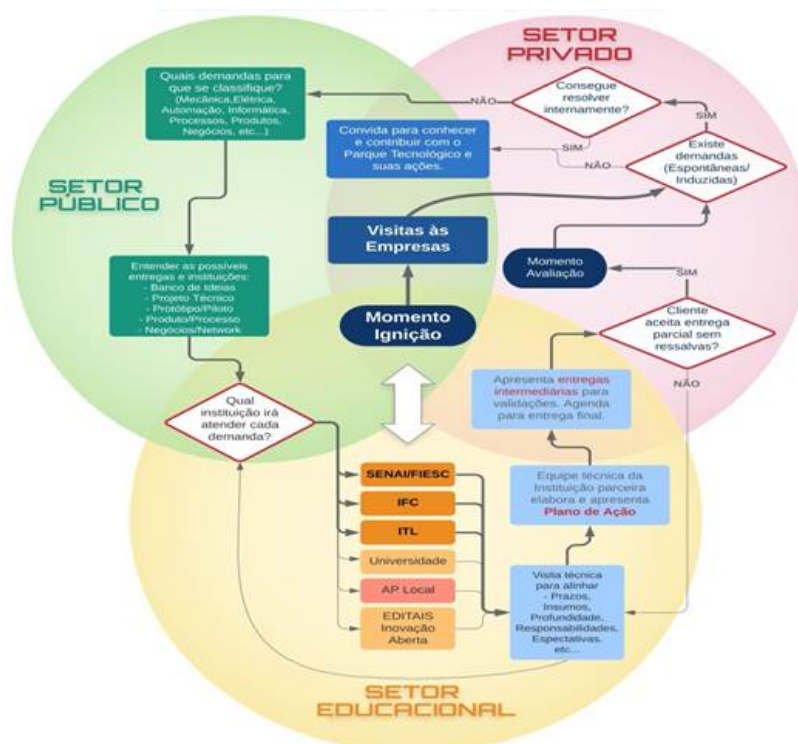 SETOR
PRIVADO
Quais demandas para
que se classifique?
(Mecânica,Elétrica,
Automação, Informática,
Processos, Produtos,
Negócios, etc...)
NÃO
Consegue
resolver
internamente?
SIM
Convida para conhecer
e contribuir com o
Parque Tecnológico e
suas ações.
SIM
NÃO
Existe
demandas
(Espontâneas/
Induzidas)
SETOR
PÚBLICO
Visitas às
Empresas
Momento
Avaliação
SIM
Entender as possíveis
entregas e instituições:
- Banco de Ideias
- Projeto Técnico
- Protótipo/Piloto
- Produto/Processo
- Negócios/Network
Momento
Ignição
Cliente
aceita entrega
parcial sem
ressalvas?
NÃO
Apresenta entregas
intermediárias para
validações. Agenda
para entrega final.
Qual
instituição irá
atender cada
demanda?
SENAI/FIESC
IFC
ITL
Universidade
AP Local
EDITAIS
Inovação
Aberta
Equipe técnica da
Instituição parceira
elabora e apresenta
Plano de Ação
Visita técnica
para alinhar
- Prazos,
Insumos,
Profundidade,
Responsabilidades,
Espectativas,
etc...
SETOR
EDUCACIONAL